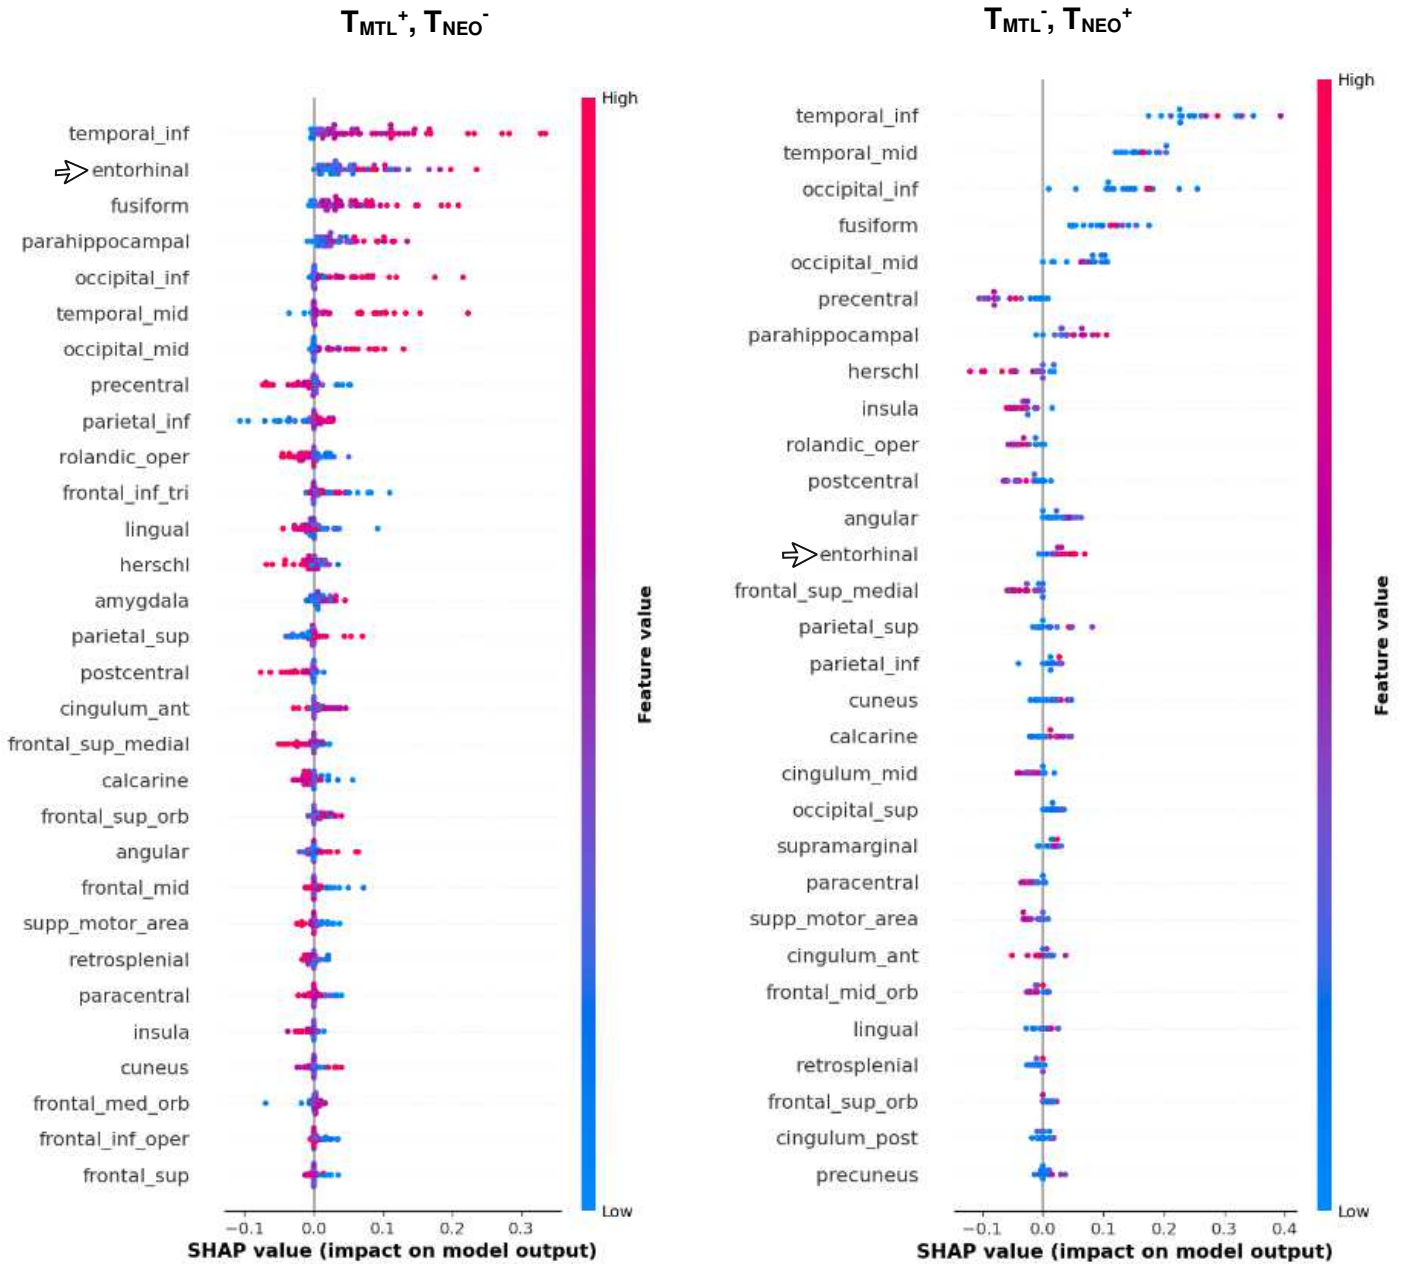 T_MTL^+, T_NEO^-
High
temporal_inf
entorhinal
fusiform
parahippocampal
occipital_inf
temporal_mid
occipital_mid
precentral
parietal_inf
rolandic_oper
frontal_inf_tri
lingual
herschl
amygdala
parietal_sup
postcentral
cingulum_ant
frontal_sup_medial
calcarine
frontal_sup_orb
angular
frontal_mid
supp_motor_area
retrosplenial
paracentral
insula
cuneus
frontal_med_orb
frontal_inf_oper
frontal_sup
Low
Feature value
−0.1 0.0 0.1 0.2 0.3
SHAP value (impact on model output)
T_MTL^-, T_NEO^+
High
temporal_inf
temporal_mid
occipital_inf
fusiform
occipital_mid
precentral
parahippocampal
herschl
insula
rolandic_oper
postcentral
angular
entorhinal
frontal_sup_medial
parietal_sup
parietal_inf
cuneus
calcarine
cingulum_mid
occipital_sup
supramarginal
paracentral
supp_motor_area
cingulum_ant
frontal_mid_orb
lingual
retrosplenial
frontal_sup_orb
cingulum_post
precuneus
Low
Feature value
−0.1 0.0 0.1 0.2 0.3 0.4
SHAP value (impact on model output)